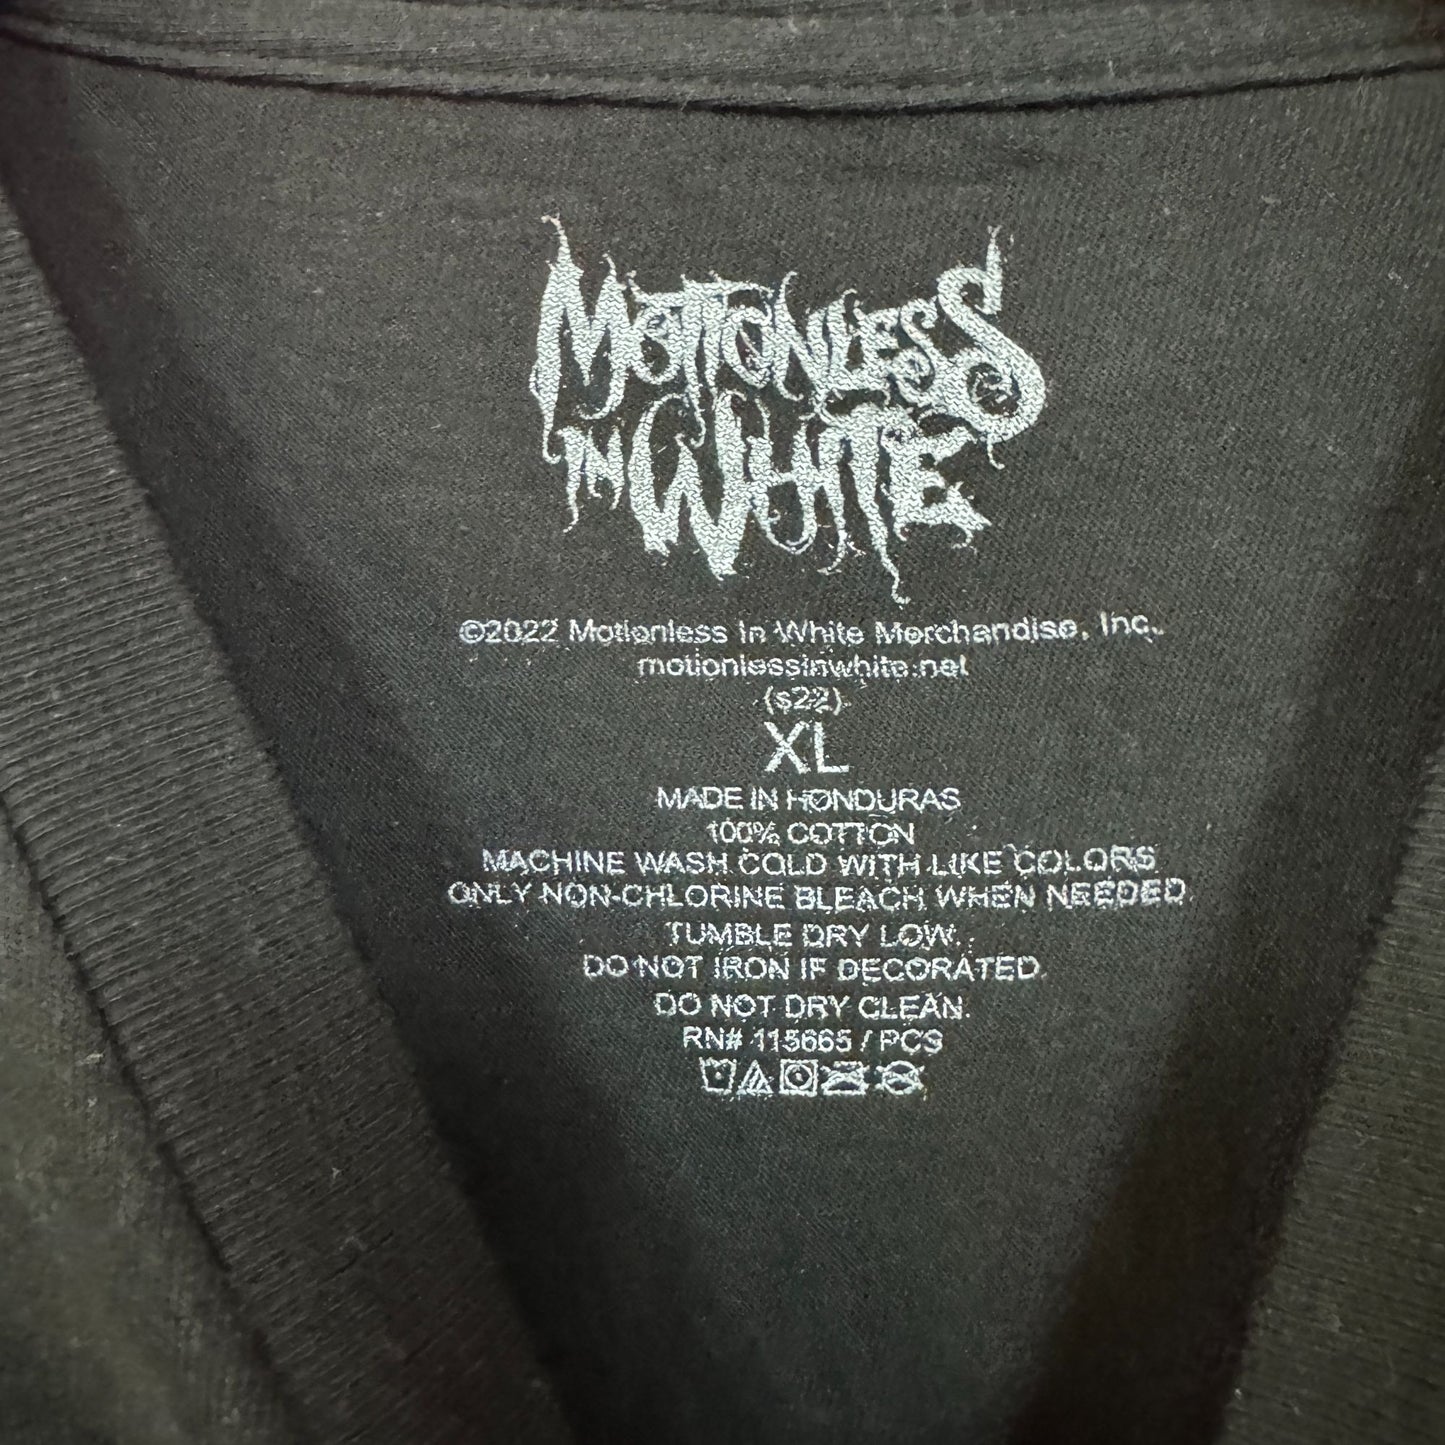 MOTIONLESS
IN WHITE
©2022 Motionless In White Merchandise, Inc.
motionlessinwhite.net
(s22)
XL
MADE IN HONDURAS
100% COTTON
MACHINE WASH COLD WITH LIKE COLORS
ONLY NON-CHLORINE BLEACH WHEN NEEDED
TUMBLE DRY LOW.
DO NOT IRON IF DECORATED
DO NOT DRY CLEAN.
RN# 115665 / PCS